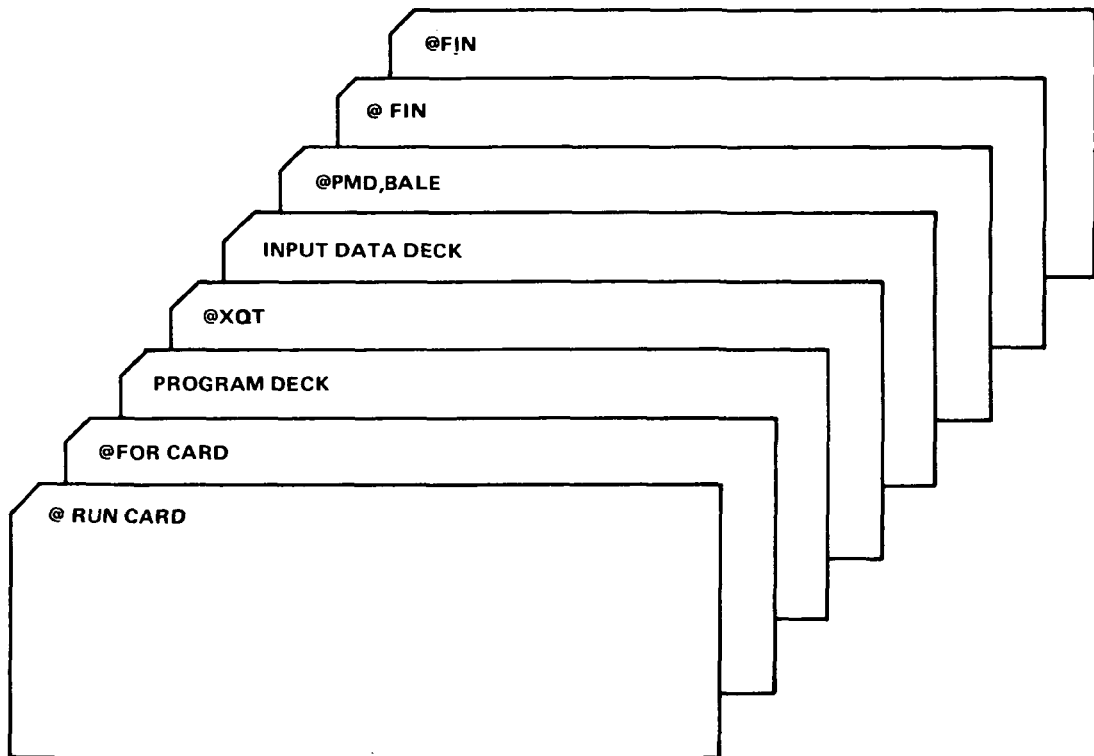 @FIN
@ FIN
@PMD,BALE
INPUT DATA DECK
@XQT
PROGRAM DECK
@FOR CARD
@ RUN CARD